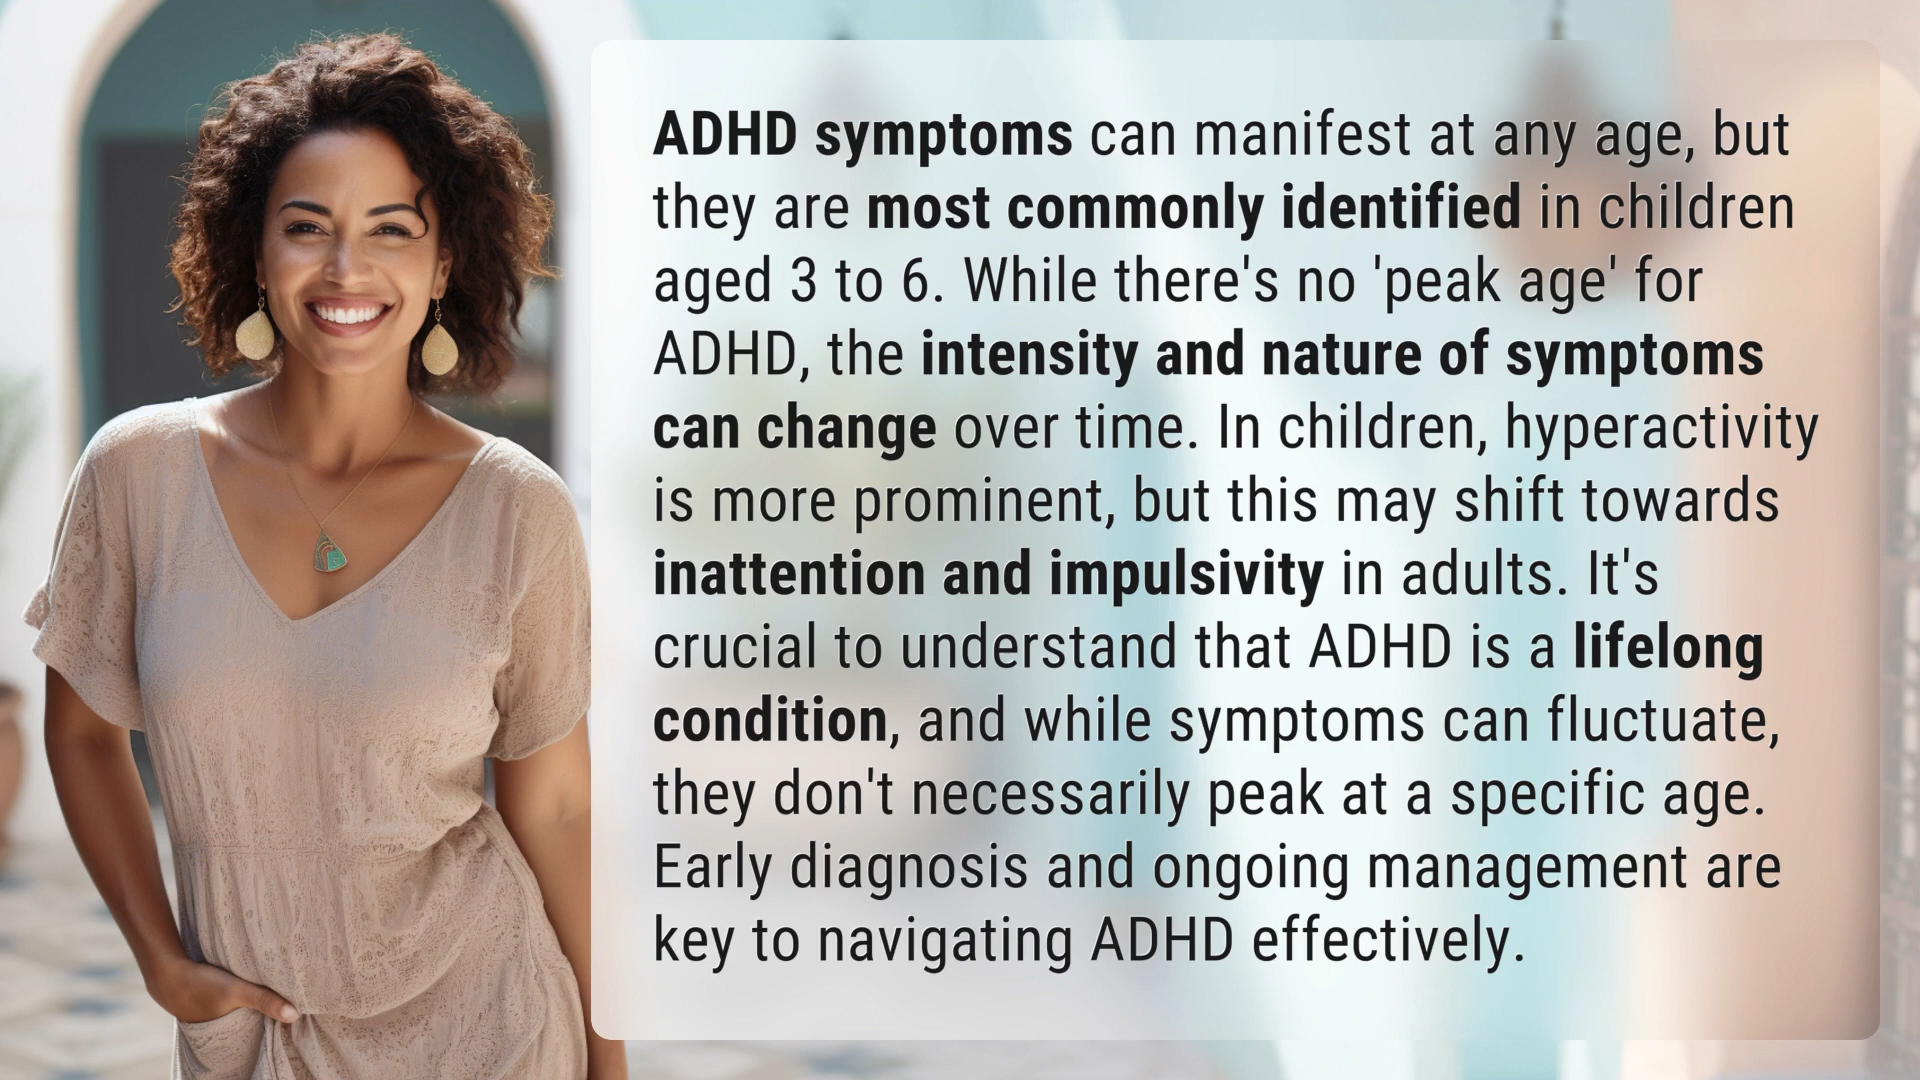 ADHD symptoms can manifest at any age, but
they are most commonly identified in children
aged 3 to 6. While there's no 'peak age' for
ADHD, the intensity and nature of symptoms
can change over time. In children, hyperactivity
is more prominent, but this may shift towards
inattention and impulsivity in adults. It's
crucial to understand that ADHD is a lifelong
condition, and while symptoms can fluctuate,
they don't necessarily peak at a specific age.
Early diagnosis and ongoing management are
key to navigating ADHD effectively.